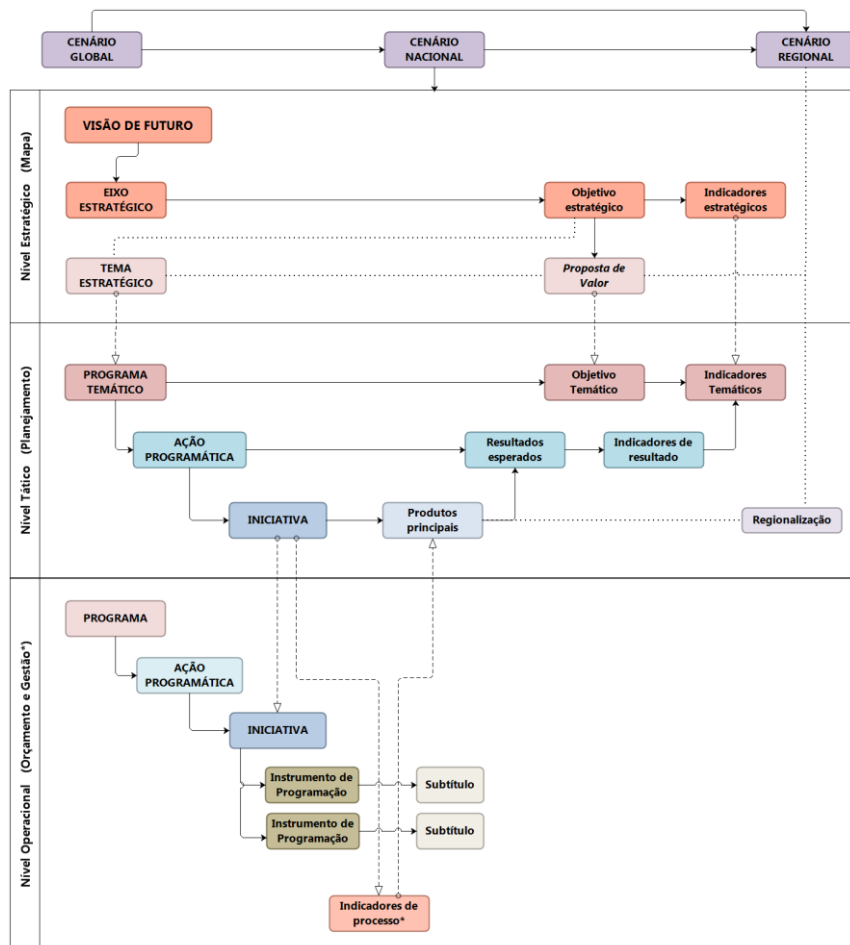 CENÁRIO
GLOBAL
CENÁRIO
NACIONAL
CENÁRIO
REGIONAL
Nível Estratégico (Mapa)
VISÃO DE FUTURO
EIXO
ESTRATÉGICO
Objetivo
estratégico
Indicadores
estratégicos
TEMA
ESTRATÉGICO
Proposta de
Valor
Nível Tático (Planejamento)
PROGRAMA
TEMÁTICO
Objetivo
Temático
Indicadores
Temáticos
AÇÃO
PROGRAMÁTICA
Resultados
esperados
Indicadores de
resultado
INICIATIVA
Produtos
principais
Regionalização
Nível Operacional (Orçamento e Gestão*)
PROGRAMA
AÇÃO
PROGRAMÁTICA
INICIATIVA
Instrumento de
Programação
Subtítulo
Instrumento de
Programação
Subtítulo
Indicadores de
processo*